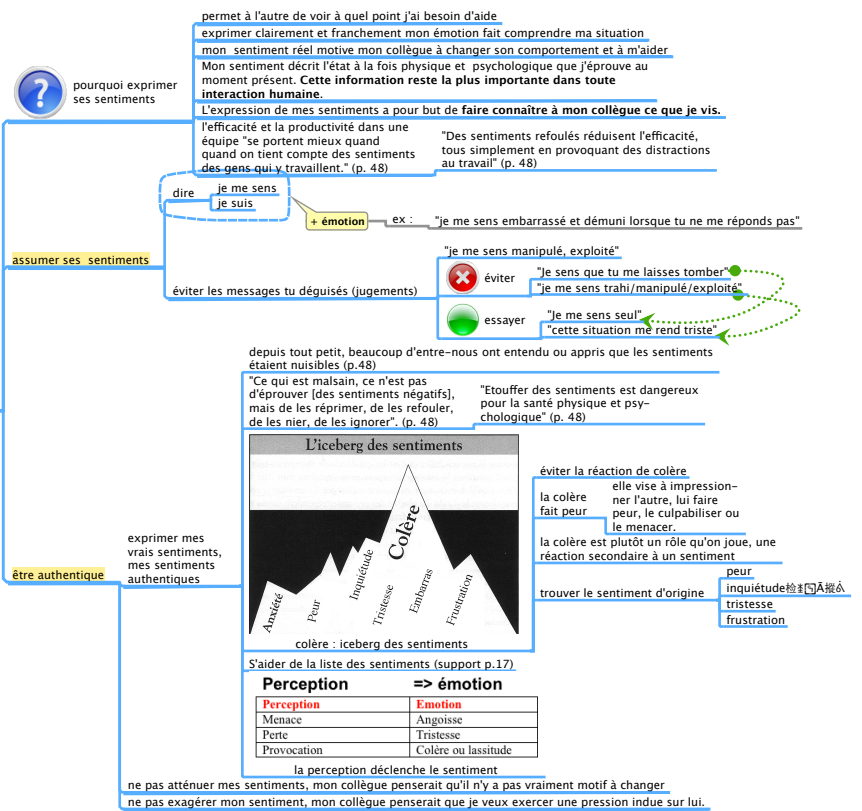 permet à l'autre de voir à quel point j'ai besoin d'aide
exprimer clairement et franchement mon émotion fait comprendre ma situation
mon sentiment réel motive mon collègue à changer son comportement et à m'aider
pourquoi exprimer
ses sentiments
Mon sentiment décrit l'état à la fois physique et psychologique que j'éprouve au
moment présent. Cette information reste la plus importante dans toute
interaction humaine.
L'expression de mes sentiments a pour but de faire connaître à mon collègue ce que je vis.
l'efficacité et la productivité dans une
équipe "se portent mieux quand
quand on tient compte des sentiments
des gens qui y travaillent." (p. 48)
"Des sentiments refoulés réduisent l'efficacité,
tous simplement en provoquant des distractions
au travail" (p. 48)
assumer ses sentiments
dire
je me sens
je suis
+ émotion
ex :
"je me sens embarrassé et démuni lorsque tu ne me réponds pas"
éviter les messages tu déguisés (jugements)
"je me sens manipulé, exploité"
éviter
"Je sens que tu me laisses tomber"
"je me sens trahi/manipulé/exploité"
essayer
"Je me sens seul"
"cette situation me rend triste"
être authentique
exprimer mes
vrais sentiments,
mes sentiments
authentiques
depuis tout petit, beaucoup d'entre-nous ont entendu ou appris que les sentiments
étaient nuisibles (p.48)
"Ce qui est malsain, ce n'est pas
d'éprouver [des sentiments négatifs],
mais de les réprimer, de les refouler,
de les nier, de les ignorer". (p. 48)
"Etouffer des sentiments est dangereux
pour la santé physique et psy-
chologique" (p. 48)
L'iceberg des sentiments
Anxiété
Peur
Inquiétude
Tristesse
Colère
Embarras
Frustration
colère : iceberg des sentiments
éviter la réaction de colère
la colère
fait peur
elle vise à impression-
ner l'autre, lui faire
peur, le culpabiliser ou
le menacer.
la colère est plutôt un rôle qu'on joue, une
réaction secondaire à un sentiment
trouver le sentiment d'origine
peur
inquiétude
tristesse
frustration
S'aider de la liste des sentiments (support p.17)
Perception => émotion
Perception Emotion
Menace Angoisse
Perte Tristesse
Provocation Colère ou lassitude
la perception déclenche le sentiment
ne pas atténuer mes sentiments, mon collègue penserait qu'il n'y a pas vraiment motif à changer
ne pas exagérer mon sentiment, mon collègue penserait que je veux exercer une pression indue sur lui.